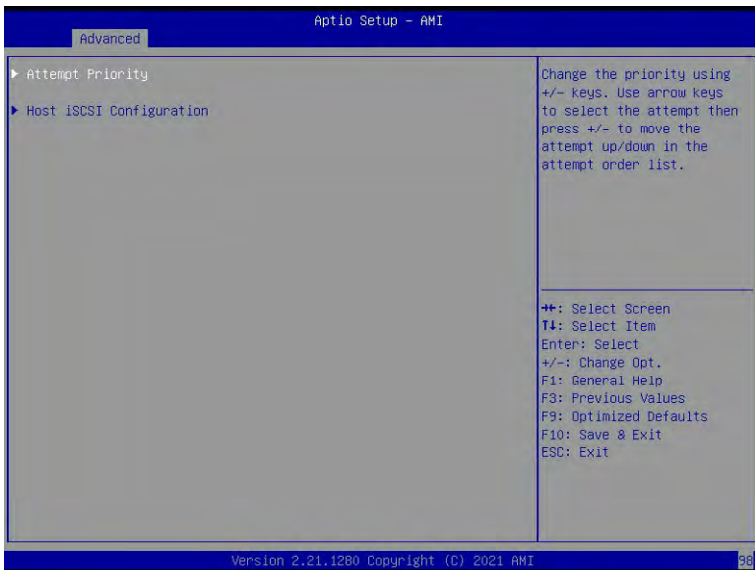 Aptio Setup – AMI
Advanced
▶ Attempt Priority
▶ Host iSCSI Configuration
Change the priority using
+/- keys. Use arrow keys
to select the attempt then
press +/- to move the
attempt up/down in the
attempt order list.
→←: Select Screen
↑↓: Select Item
Enter: Select
+/-: Change Opt.
F1: General Help
F3: Previous Values
F9: Optimized Defaults
F10: Save & Exit
ESC: Exit
Version 2.21.1280 Copyright (C) 2021 AMI
98